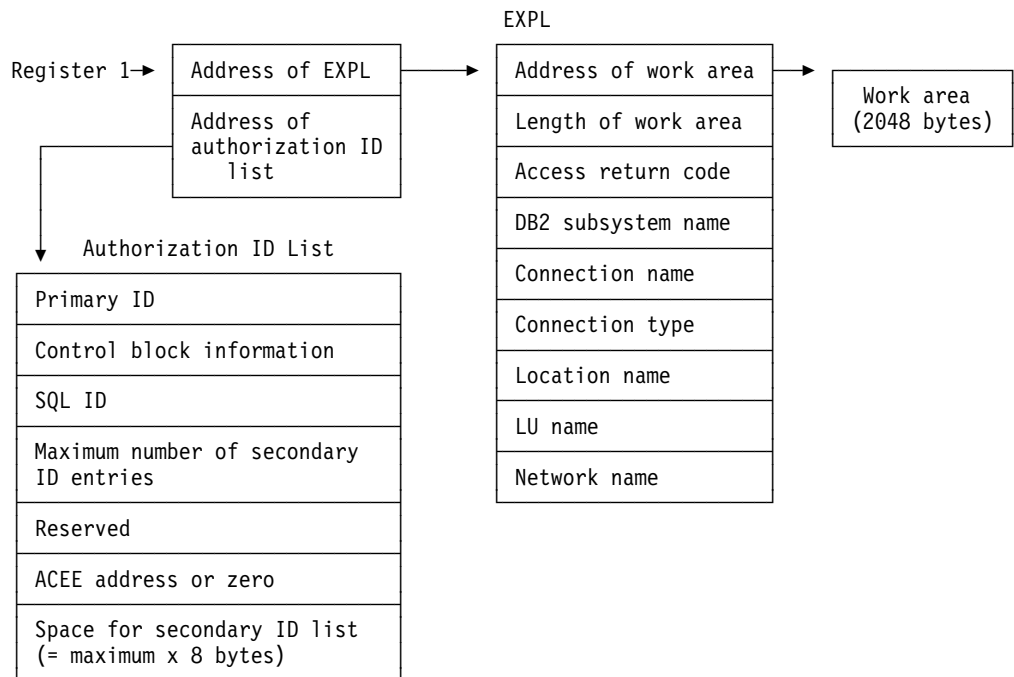 EXPL
Register 1
Address of EXPL
Address of
authorization ID
list
Address of work area
Length of work area
Access return code
DB2 subsystem name
Connection name
Connection type
Location name
LU name
Network name
Work area
(2048 bytes)
Authorization ID List
Primary ID
Control block information
SQL ID
Maximum number of secondary
ID entries
Reserved
ACEE address or zero
Space for secondary ID list
(= maximum x 8 bytes)